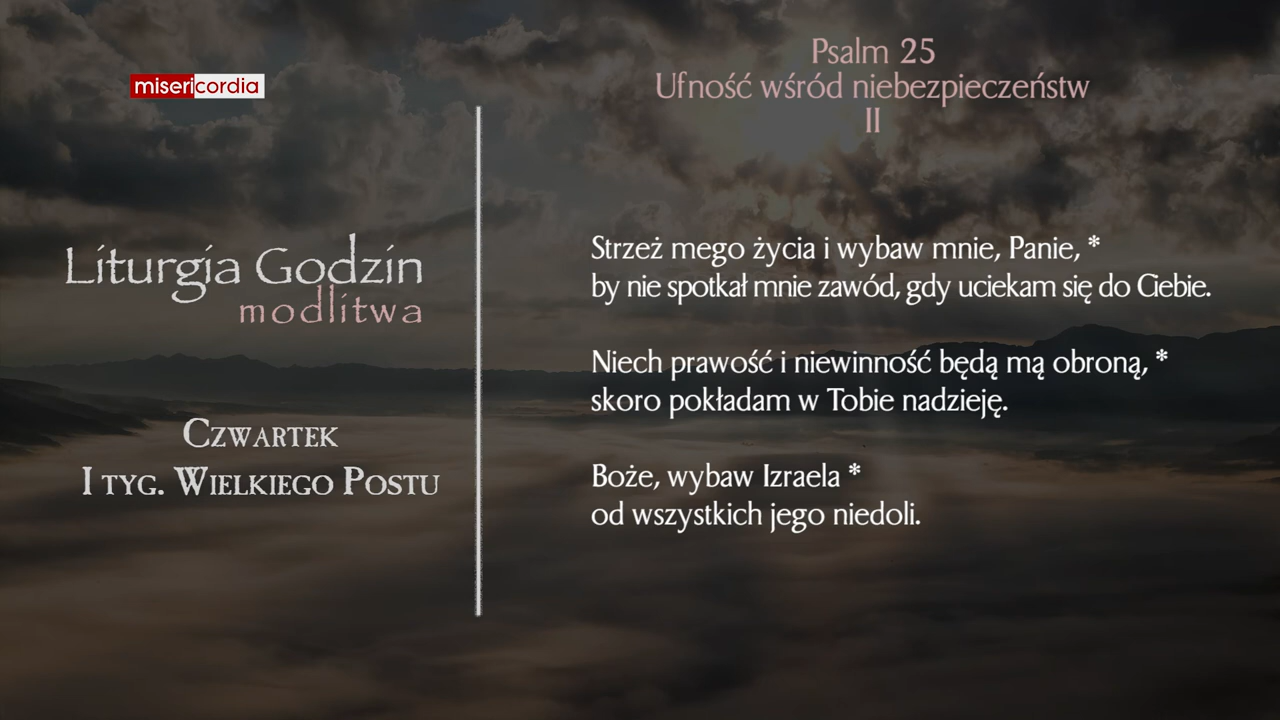 misericordia
Liturgia Godzin
modlitwa
Czwartek
I tyg. Wielkiego Postu
Psalm 25
Ufność wśród niebezpieczeństw
II
Strzeż mego życia i wybaw mnie, Panie, *
by nie spotkał mnie zawód, gdy uciekam się do Ciebie.
Niech prawość i niewinność będą mą obroną, *
skoro pokładam w Tobie nadzieję.
Boże, wybaw Izraela *
od wszystkich jego niedoli.